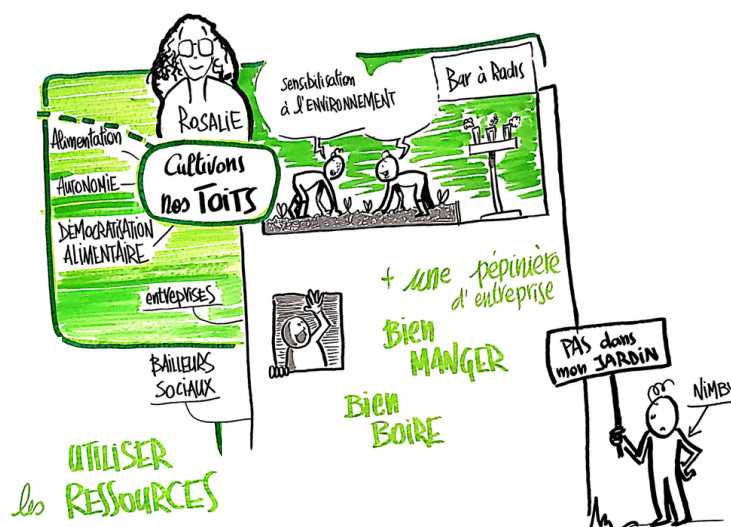 ROSALIE
Cultivons
nos TOITS
Alimentation
AUTONOMIE
DEMOCRATISATION
ALIMENTAIRE
entrePRISES
BAILLEURS
SOCIAUX
sensibilisation
à l'ENVIRONNEMENT
Bar à Radis
+ une pépinière
d'entreprise
Bien
MANGER
Bien
BOIRE
UTILISER
les RESSOURCES
PAS dans
mon JARDIN
NiMBY